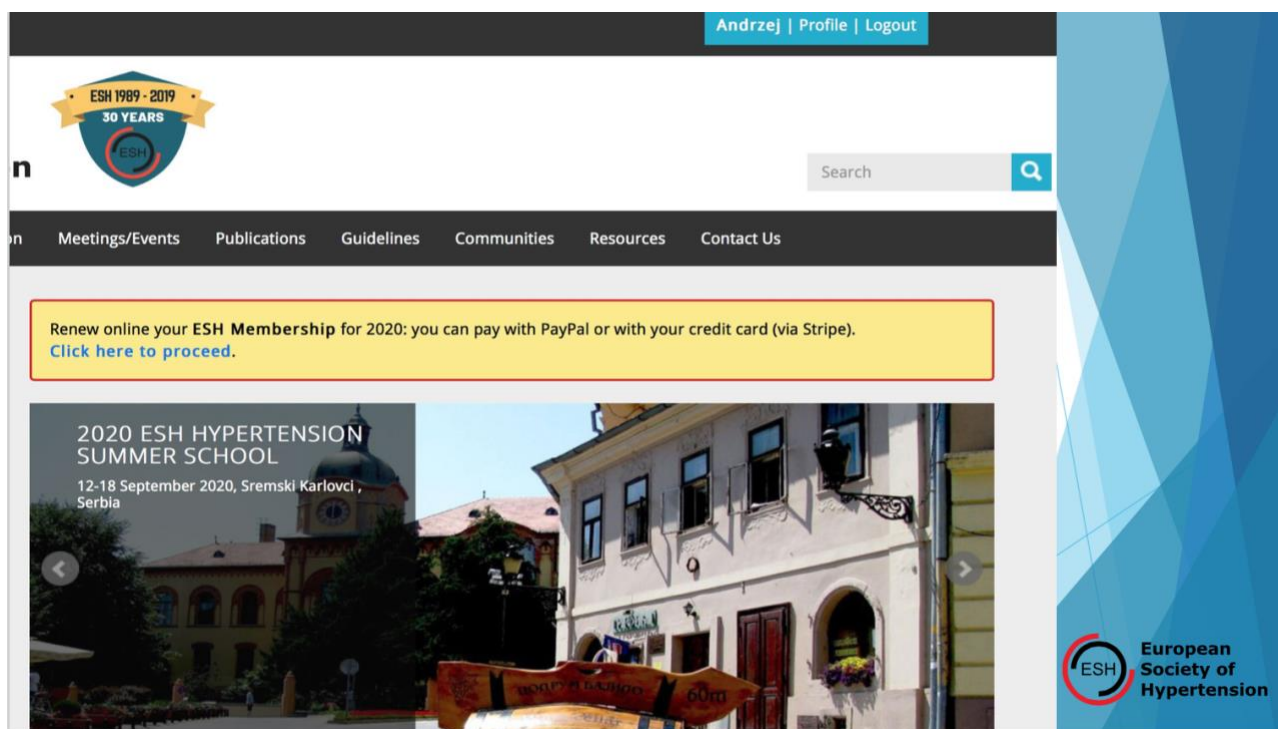 Andrzej | Profile | Logout
ESH 1989 - 2019
30 YEARS
ESH
n
Search
on Meetings/Events Publications Guidelines Communities Resources Contact Us
Renew online your ESH Membership for 2020: you can pay with PayPal or with your credit card (via Stripe).
Click here to proceed.
2020 ESH HYPERTENSION
SUMMER SCHOOL
12-18 September 2020, Sremski Karlovci ,
Serbia
60m
ESH
European
Society of
Hypertension